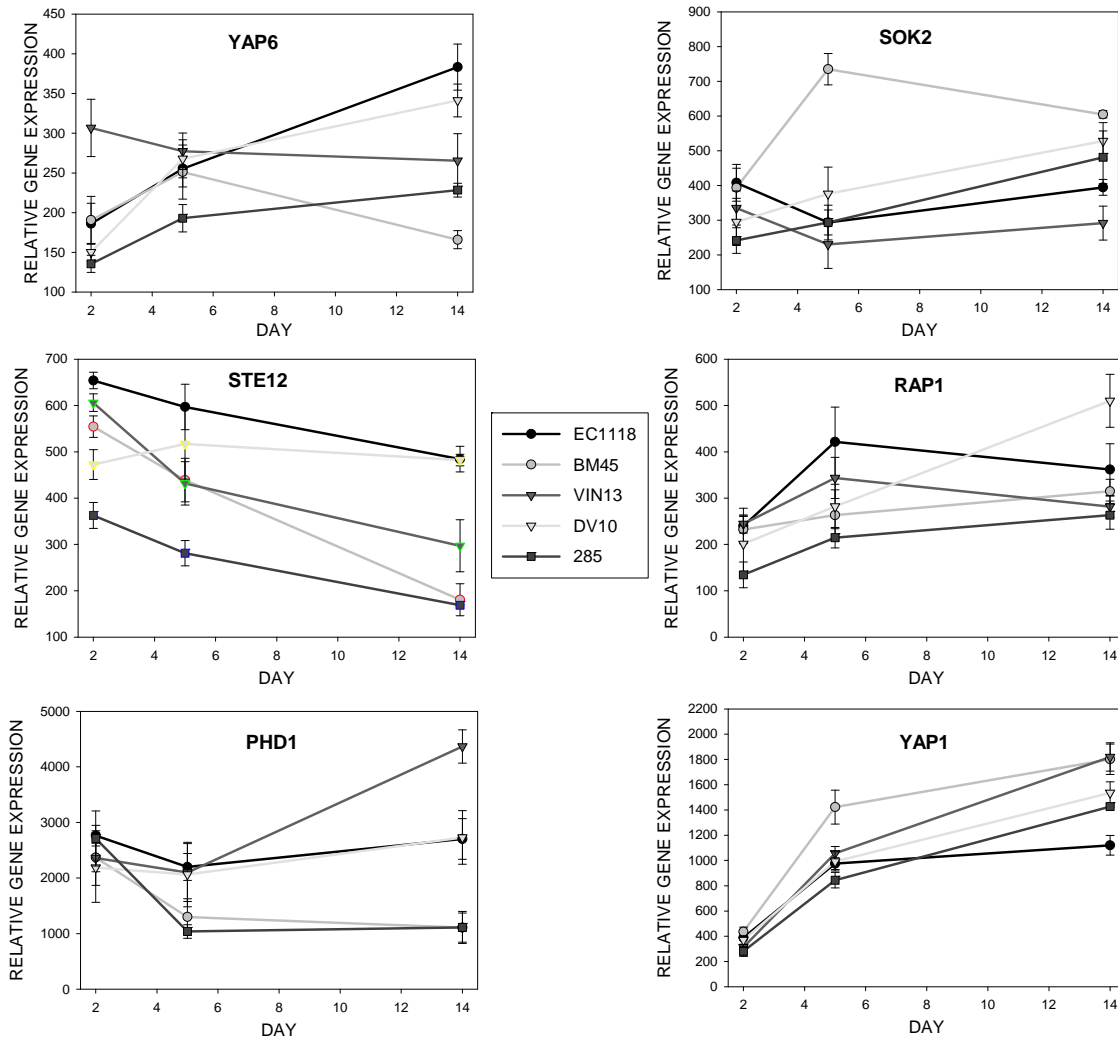 YAP6
RELATIVE GENE EXPRESSION
450
400
350
300
250
200
150
100
2 4 6 8 10 12 14
DAY
SOK2
RELATIVE GENE EXPRESSION
900
800
700
600
500
400
300
200
100
2 4 6 8 10 12 14
DAY
STE12
RELATIVE GENE EXPRESSION
700
600
500
400
300
200
100
2 4 6 8 10 12 14
DAY
EC1118
BM45
VIN13
DV10
285
RAP1
RELATIVE GENE EXPRESSION
600
500
400
300
200
100
0
2 4 6 8 10 12 14
DAY
PHD1
RELATIVE GENE EXPRESSION
5000
4000
3000
2000
1000
0
2 4 6 8 10 12 14
DAY
YAP1
RELATIVE GENE EXPRESSION
2200
2000
1800
1600
1400
1200
1000
800
600
400
200
0
2 4 6 8 10 12 14
DAY